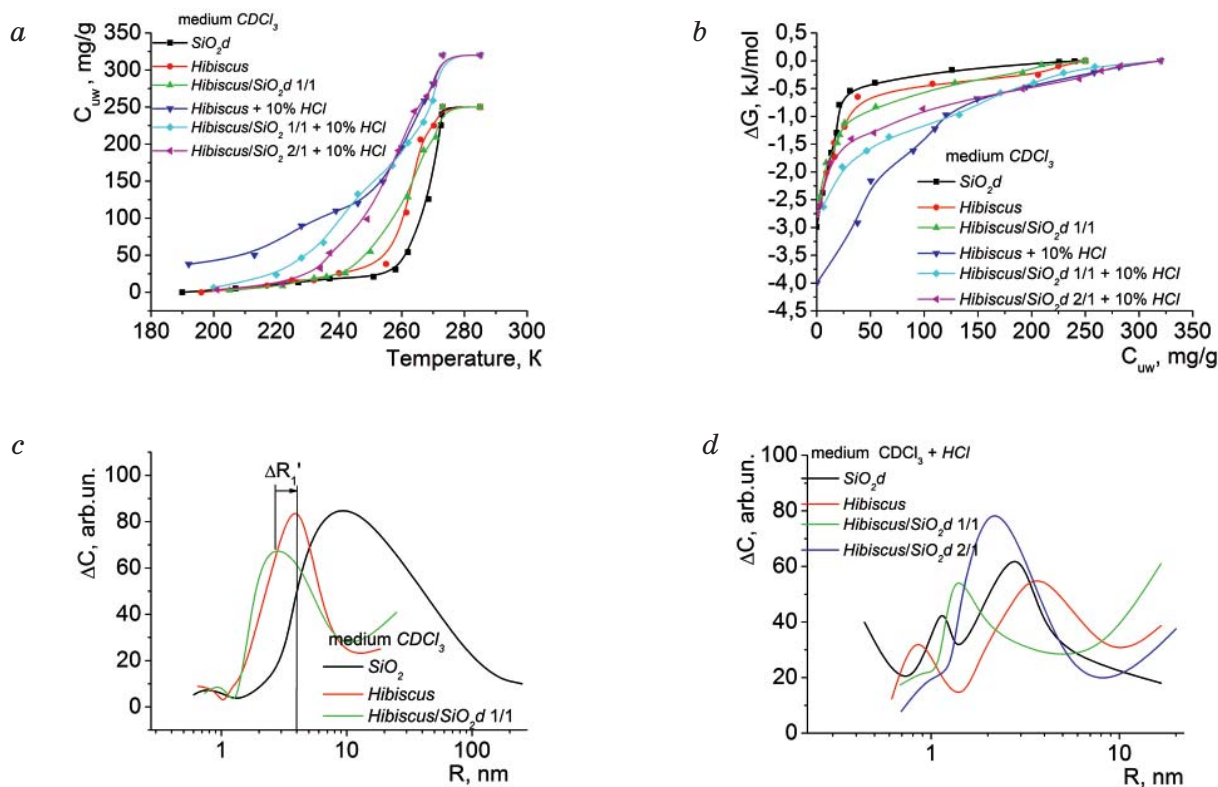 a
medium CDCl₃
SiO₂d
Hibiscus
Hibiscus/SiO₂d 1/1
Hibiscus + 10% HCl
Hibiscus/SiO₂ 1/1 + 10% HCl
Hibiscus/SiO₂ 2/1 + 10% HCl
C_uw, mg/g
350
300
250
200
150
100
50
0
180 200 220 240 260 280 300
Temperature, K
b
ΔG, kJ/mol
0,5
0,0
-0,5
-1,0
-1,5
-2,0
-2,5
-3,0
-3,5
-4,0
-4,5
medium CDCl₃
SiO₂d
Hibiscus
Hibiscus/SiO₂d 1/1
Hibiscus + 10% HCl
Hibiscus/SiO₂d 1/1 + 10% HCl
Hibiscus/SiO₂d 2/1 + 10% HCl
0 50 100 150 200 250 300 350
C_uw, mg/g
c
ΔR₁'
ΔC, arb.un.
100
80
60
40
20
0
medium CDCl₃
SiO₂
Hibiscus
Hibiscus/SiO₂d 1/1
1 10 100
R, nm
d
medium CDCl₃ + HCl
SiO₂d
Hibiscus
Hibiscus/SiO₂d 1/1
Hibiscus/SiO₂d 2/1
ΔC, arb.un.
100
80
60
40
20
0
1 10
R, nm